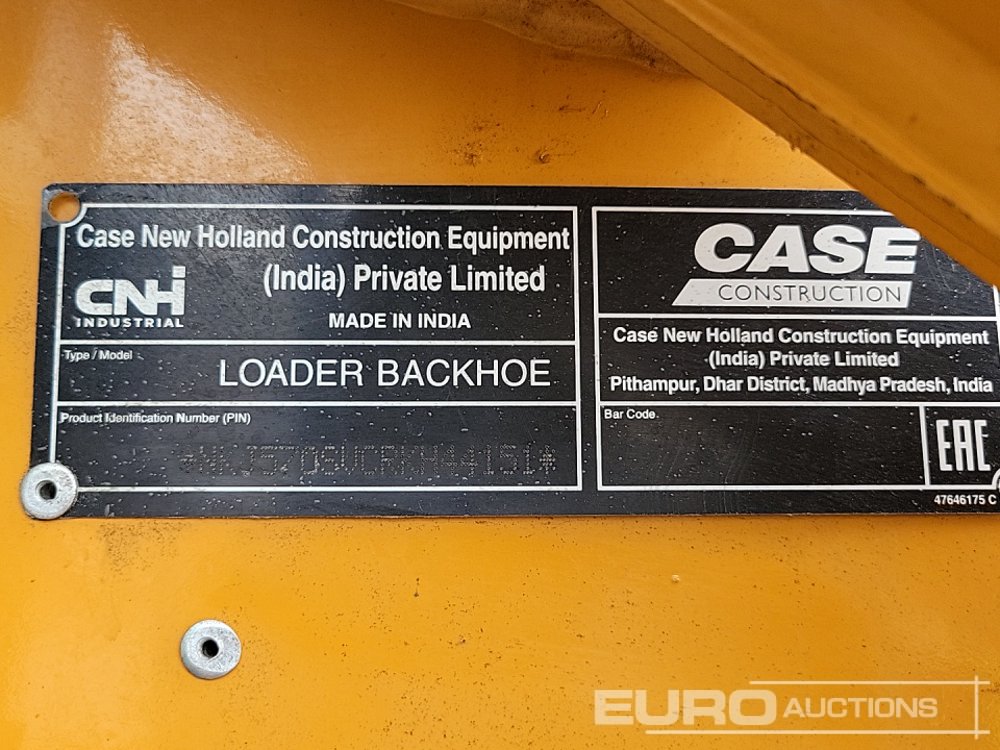 Case New Holland Construction Equipment
(India) Private Limited
CNH
INDUSTRIAL
MADE IN INDIA
Type / Model
LOADER BACKHOE
Product Identification Number (PIN)
*NKJ570SVCRKH44151*
CASE
CONSTRUCTION
Case New Holland Construction Equipment
(India) Private Limited
Pithampur, Dhar District, Madhya Pradesh, India
Bar Code
EAC
47646175 C
EURO AUCTIONS